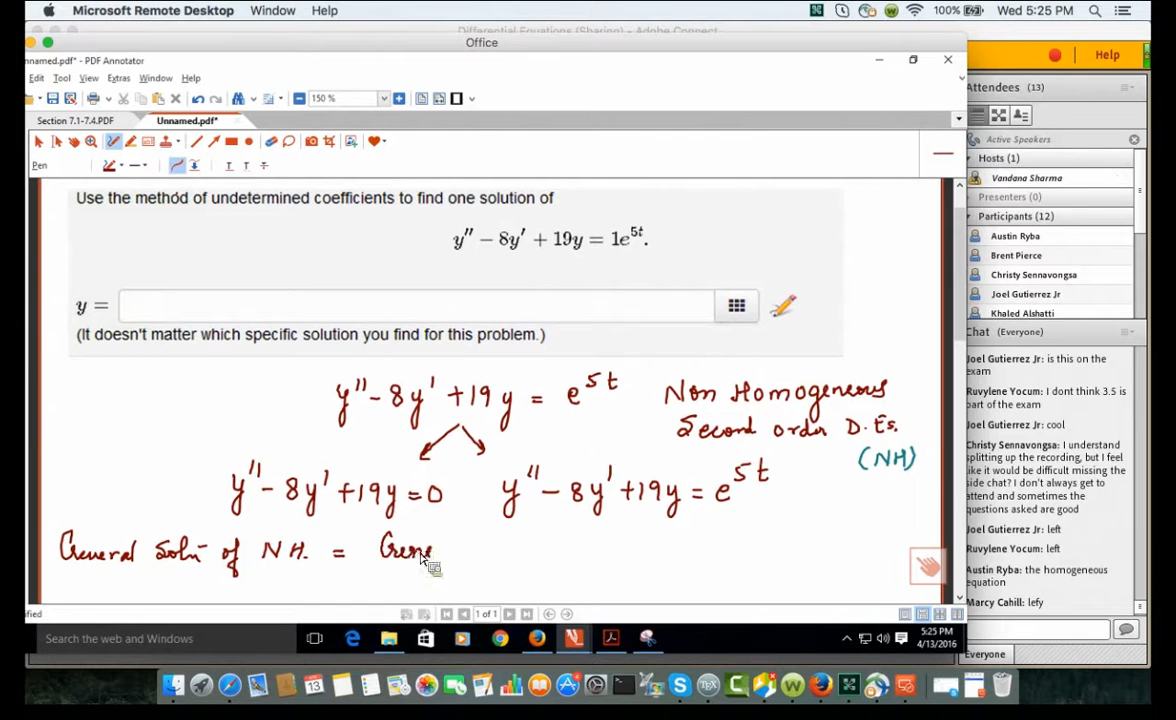 Microsoft Remote Desktop Window Help 100% Wed 5:25 PM
Differential Equations (Sharing) - Adobe Connect
Office
Help
nnamed.pdf* - PDF Annotator
Edit Tool View Extras Window Help
150 %
Section 7.1-7.4.PDF Unnamed.pdf*
Pen
Use the method of undetermined coefficients to find one solution of
y″ − 8y′ + 19y = 1e^{5t}.
y =
(It doesn't matter which specific solution you find for this problem.)
y″ - 8y′ + 19y = e^{5t} Non Homogeneous
Second order D.Es.
(NH)
y″ - 8y′ + 19y = 0 y″ - 8y′ + 19y = e^{5t}
General Solu- of NH. = Gene
1 of 1
ified
Search the web and Windows
5:25 PM
4/13/2016
Attendees (13)
Active Speakers
Hosts (1)
Vandana Sharma
Presenters (0)
Participants (12)
Austin Ryba
Brent Pierce
Christy Sennavongsa
Joel Gutierrez Jr
Khaled Alshatti
Chat (Everyone)
Joel Gutierrez Jr: is this on the
exam
Ruvylene Yocum: I dont think 3.5 is
part of the exam
Joel Gutierrez Jr: cool
Christy Sennavongsa: I understand
splitting up the recording, but I feel
like it would be difficult missing the
side chat? I don't always get to
attend and sometimes the
questions asked are good
Joel Gutierrez Jr: left
Austin Ryba: the homogenous
equation
Marcy Cahill: lefy
Everyone